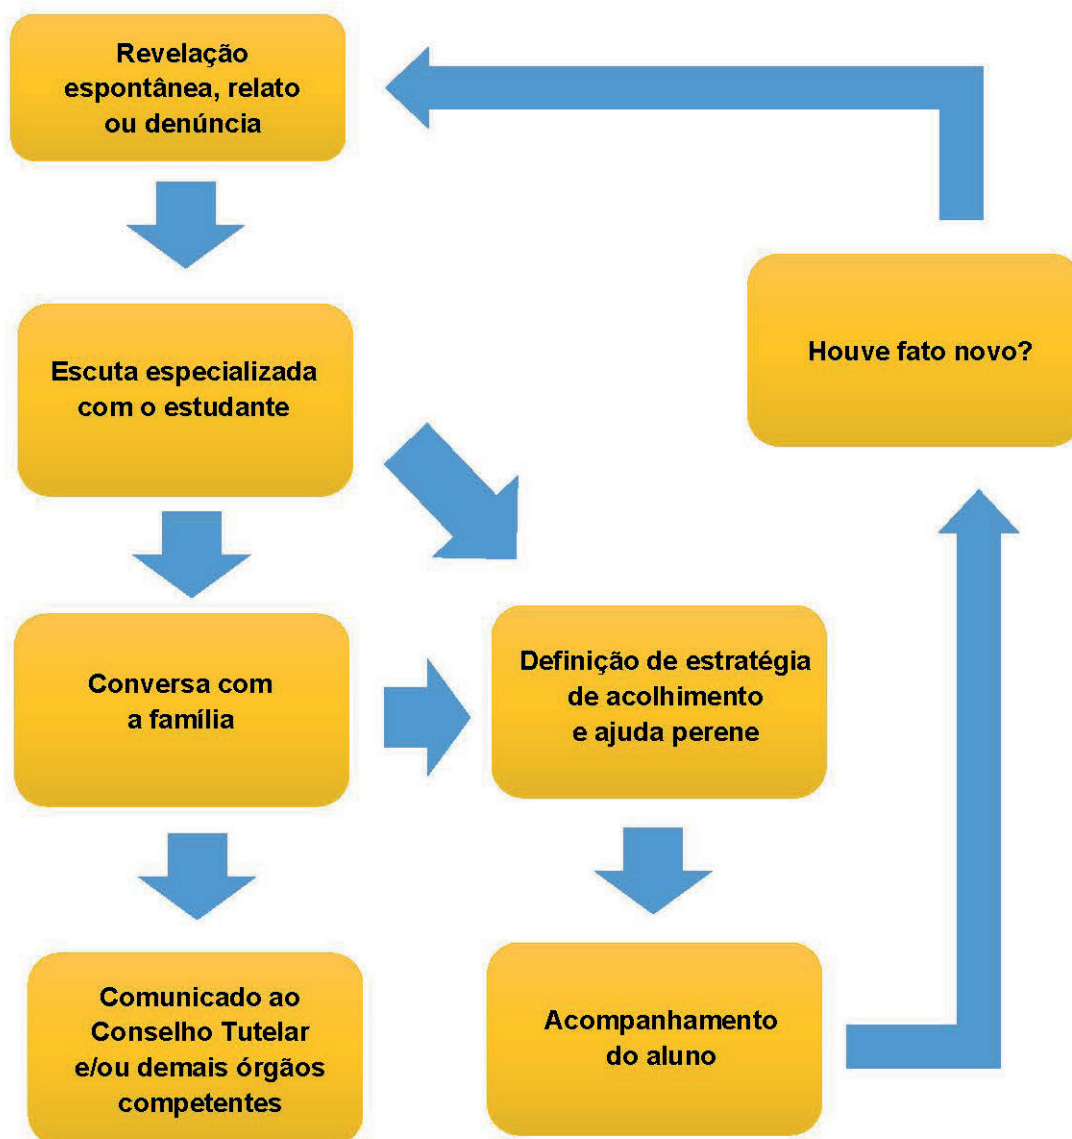 Revelação
espontânea, relato
ou denúncia
Houve fato novo?
Escuta especializada
com o estudante
Conversa com
a família
Definição de estratégia
de acolhimento
e ajuda perene
Comunicado ao
Conselho Tutelar
e/ou demais órgãos
competentes
Acompanhamento
do aluno